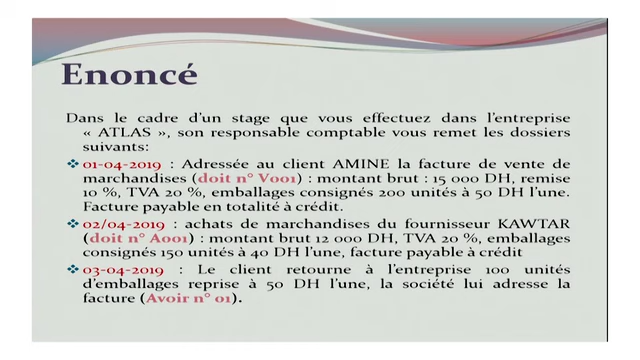 Enoncé
Dans le cadre d'un stage que vous effectuez dans l'entreprise
« ATLAS », son responsable comptable vous remet les dossiers
suivants:
01-04-2019 : Adressée au client AMINE la facture de vente de
marchandises (doit n° V001) : montant brut : 15 000 DH, remise
10 %, TVA 20 %, emballages consignés 200 unités à 50 DH l'une.
Facture payable en totalité à crédit.
02/04-2019 : achats de marchandises du fournisseur KAWTAR
(doit n° A001) : montant brut 12 000 DH, TVA 20 %, emballages
consignés 150 unités à 40 DH l'une, facture payable à crédit
03-04-2019 : Le client retourne à l'entreprise 100 unités
d'emballages reprise à 50 DH l'une, la société lui adresse la
facture (Avoir n° 01).